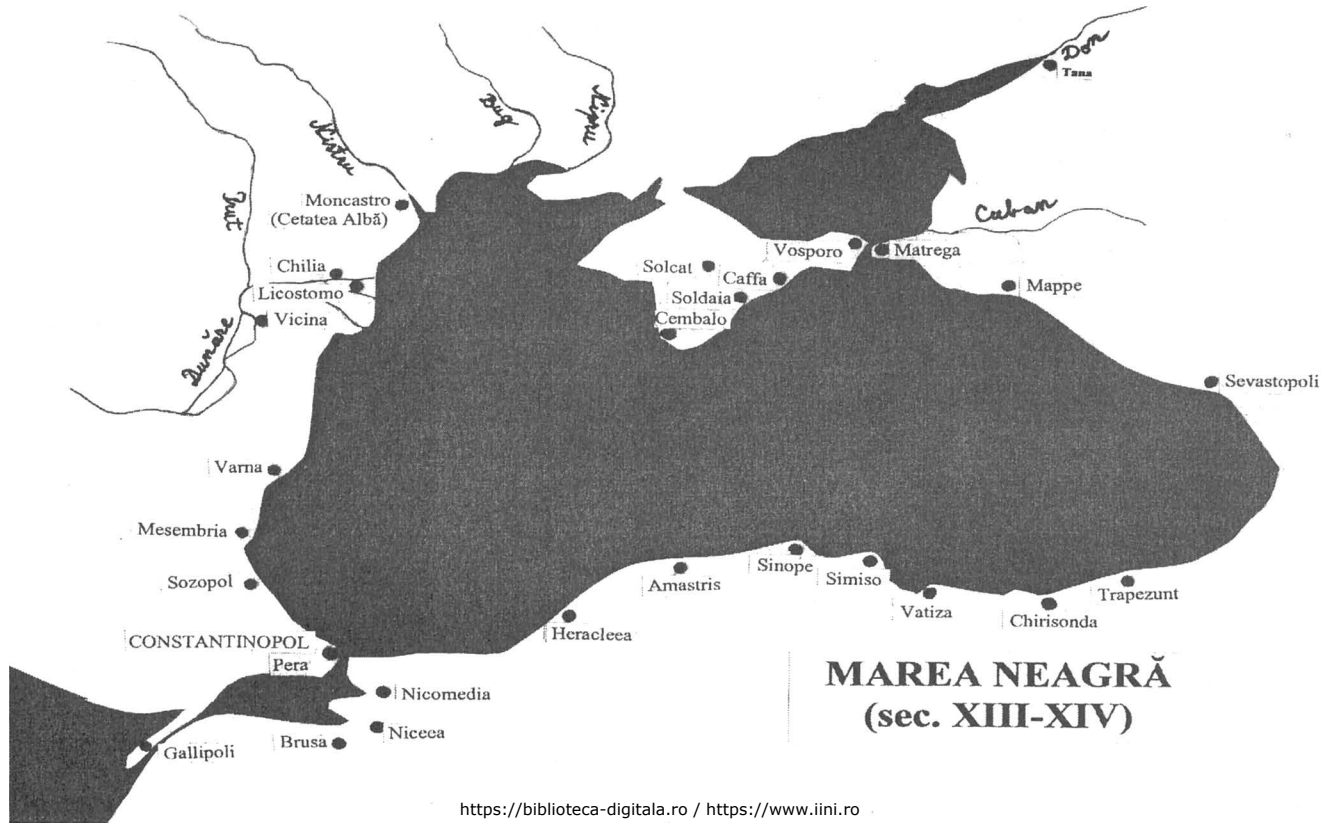 Don
Tana
Bug
Nipru
Nistru
Prut
Moncastro
(Cetatea Albă)
Cuban
Vosporo
Matrega
Chilia
Licostomo
Vicina
Solcat
Caffa
Soldaia
Cembalo
Mappe
Dunăre
Sevastopoli
Varna
Mesembria
Sozopol
Sinope
Simiso
Amastris
Vatiza
Chirisonda
Trapezunt
Heracleea
CONSTANTINOPOL
Pera
Nicomedia
Niceea
Brusa
Gallipoli
MAREA NEAGRĂ
(sec. XIII-XIV)
https://biblioteca-digitala.ro / https://www.iini.ro